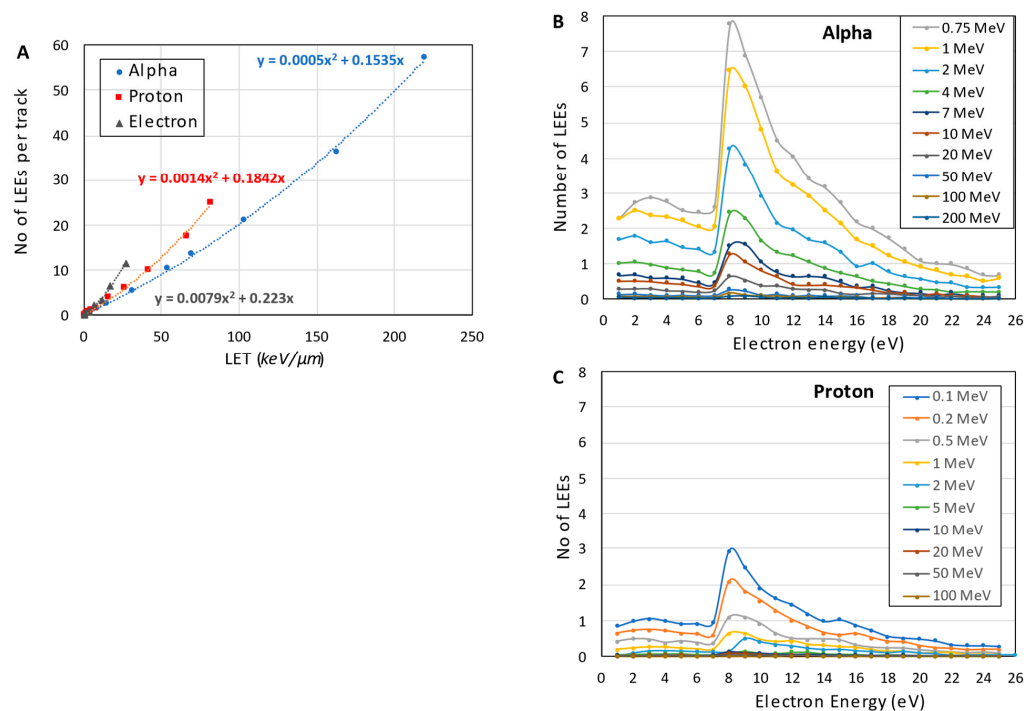 A
60
50
40
30
20
10
0
0
50
100
150
200
250
No of LEEs per track
LET (keV/μm)
Alpha
Proton
Electron
y = 0.0005x² + 0.1535x
y = 0.0014x² + 0.1842x
y = 0.0079x² + 0.223x
B
Alpha
8
7
6
5
4
3
2
1
0
0 2 4 6 8 10 12 14 16 18 20 22 24 26
Number of LEEs
Electron energy (eV)
0.75 MeV
1 MeV
2 MeV
4 MeV
7 MeV
10 MeV
20 MeV
50 MeV
100 MeV
200 MeV
C
Proton
8
7
6
5
4
3
2
1
0
0 2 4 6 8 10 12 14 16 18 20 22 24 26
No of LEEs
Electron Energy (eV)
0.1 MeV
0.2 MeV
0.5 MeV
1 MeV
2 MeV
5 MeV
10 MeV
20 MeV
50 MeV
100 MeV